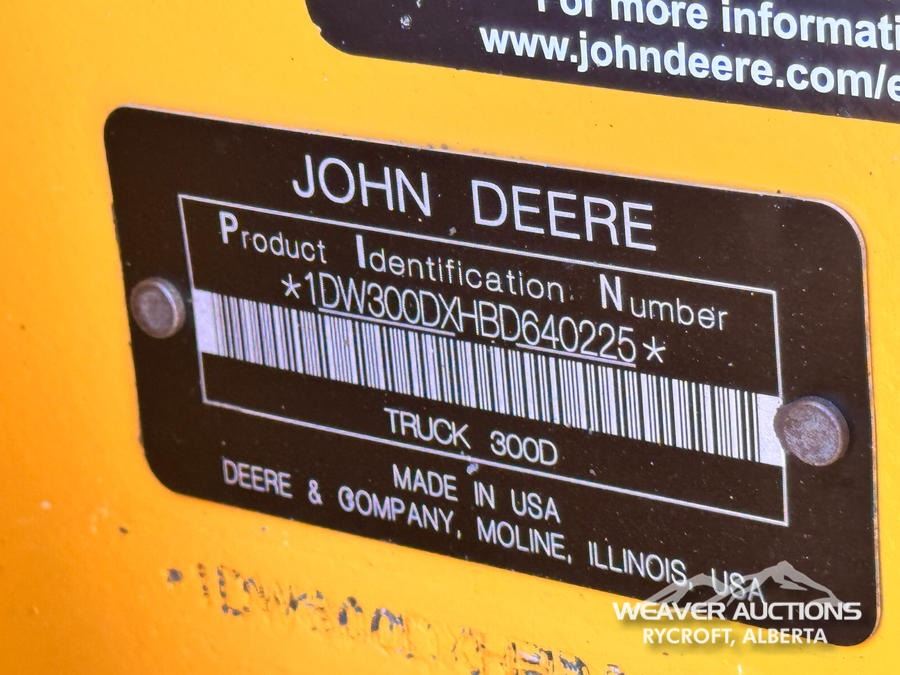 For more informati
www.johndeere.com/e
JOHN DEERE
Product Identification Number
*1DW300DXHBD640225*
TRUCK 300D
MADE IN USA
DEERE & COMPANY, MOLINE, ILLINOIS, USA
WEAVER AUCTIONS
RYCROFT, ALBERTA